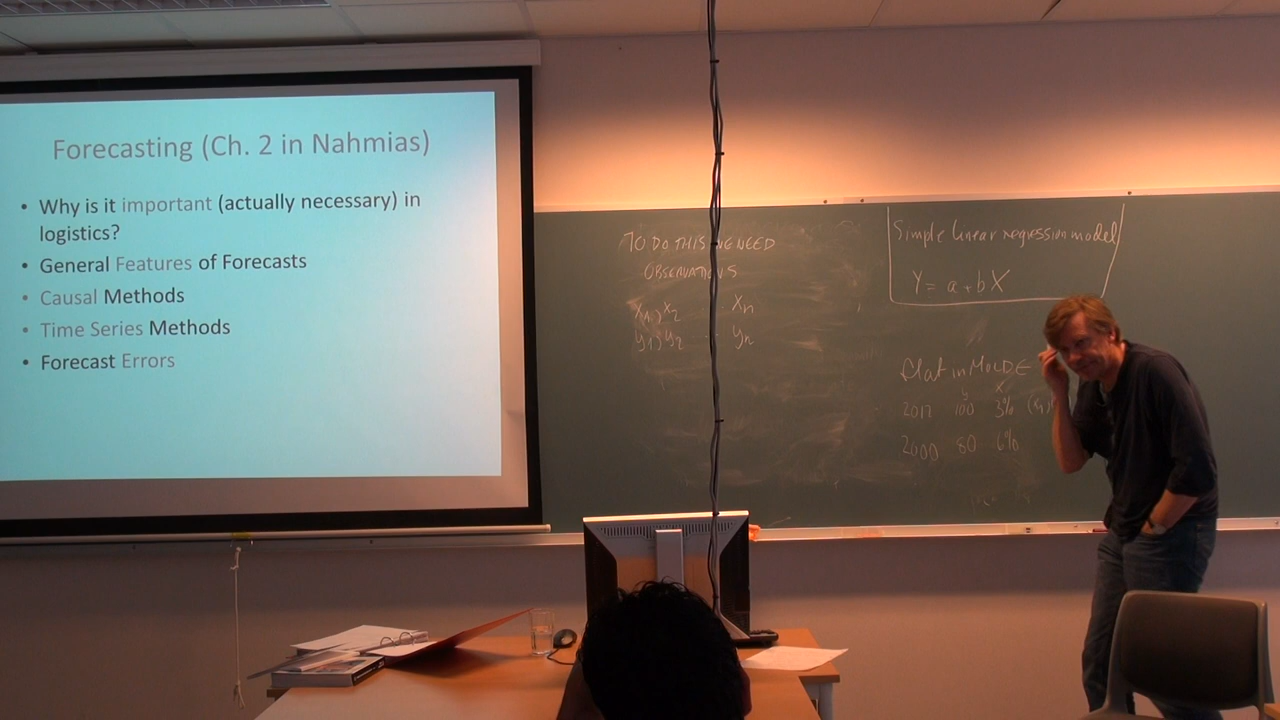 Forecasting (Ch. 2 in Nahmias)
• Why is it important (actually necessary) in
logistics?
• General Features of Forecasts
• Causal Methods
• Time Series Methods
• Forecast Errors
TO DO THIS WE NEED
OBSERVATIONS
x1, x2 - xn
y1, y2 - yn
Simple linear regression model
Y = a + bX
Flat in MOLDE
y x
2017 100 3%
2000 80 6%